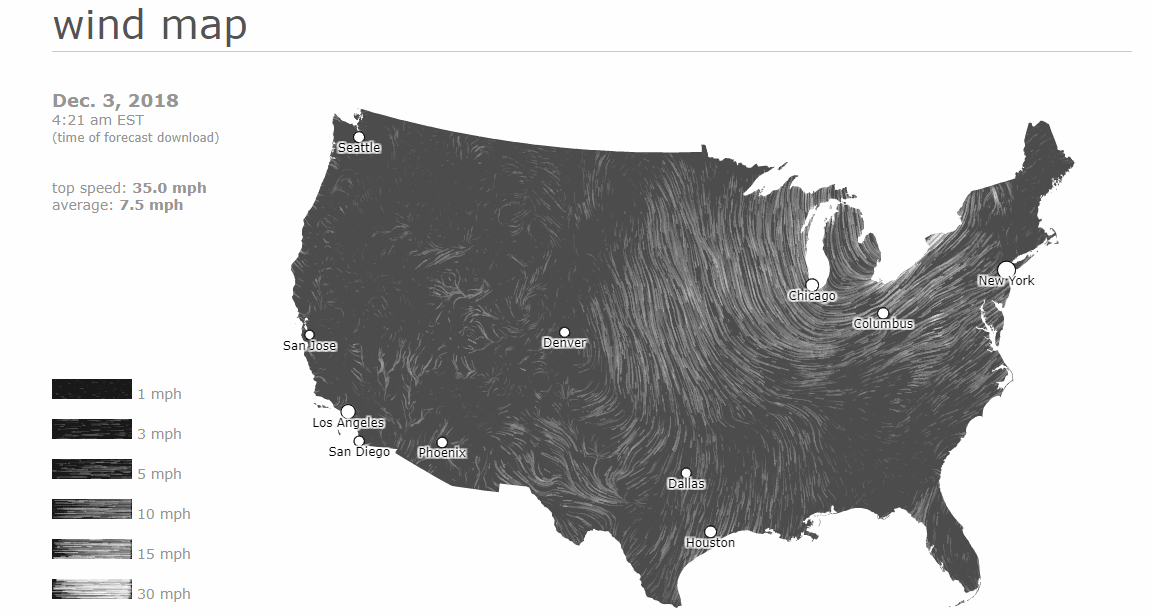 wind map
Dec. 3, 2018
4:21 am EST
(time of forecast download)
top speed: 35.0 mph
average: 7.5 mph
1 mph
3 mph
5 mph
10 mph
15 mph
30 mph
Seattle
New York
Chicago
Columbus
Denver
San Jose
Los Angeles
San Diego
Phoenix
Dallas
Houston